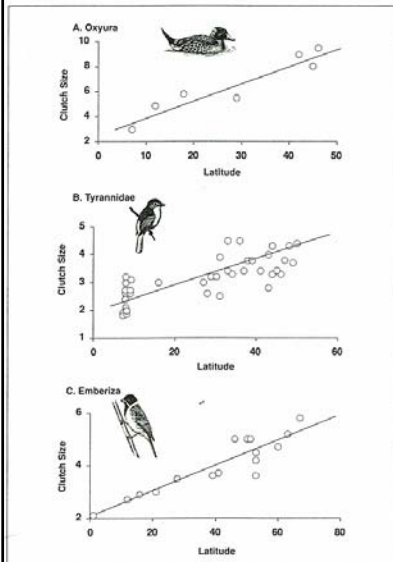 A. Oxyura
10
8
6
4
2
Clutch Size
0 10 20 30 40 50
Latitude
B. Tyrannidae
5
4
3
2
1
Clutch Size
0 20 40 60
Latitude
C. Emberiza
6
4
2
Clutch Size
0 20 40 60 80
Latitude